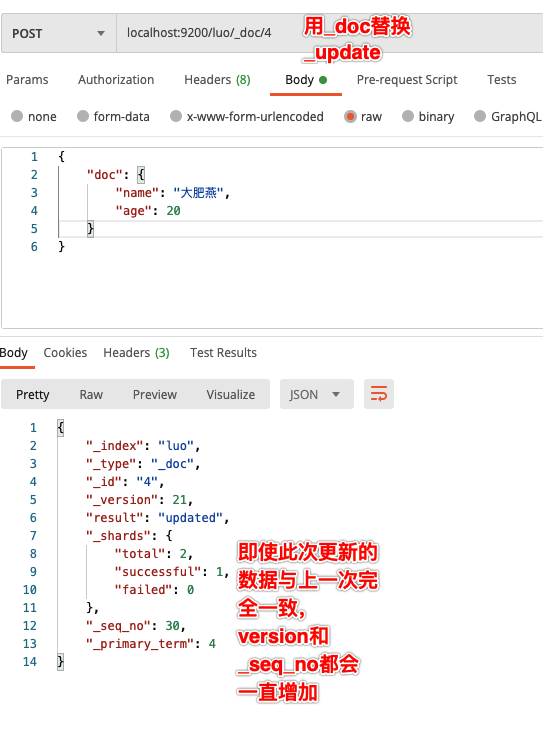 POST
localhost:9200/luo/_doc/4
用_doc替换
_update
Params Authorization Headers (8) Body Pre-request Script Tests
none form-data x-www-form-urlencoded raw binary GraphQL
1 {
2 "doc": {
3 "name": "大肥燕",
4 "age": 20
5 }
6 }
Body Cookies Headers (3) Test Results
Pretty Raw Preview Visualize JSON
1 {
2 "_index": "luo",
3 "_type": "_doc",
4 "_id": "4",
5 "_version": 21,
6 "result": "updated",
7 "_shards": {
8 "total": 2,
9 "successful": 1,
10 "failed": 0
11 },
12 "_seq_no": 30,
13 "_primary_term": 4
14 }
即使此次更新的
数据与上一次完
全一致，
version和
_seq_no都会
一直增加